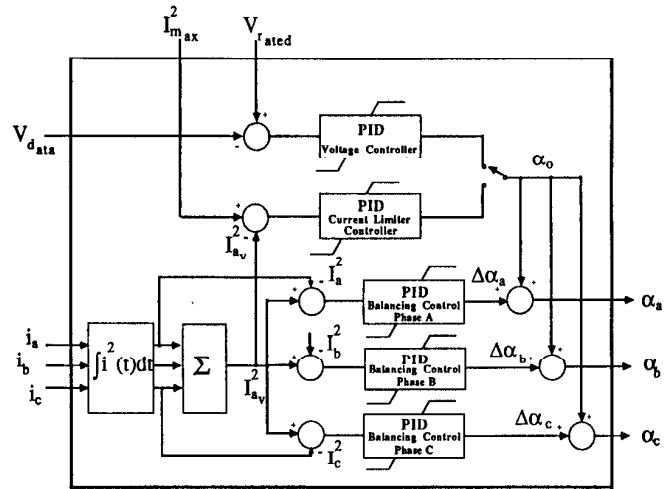 I²max
Vrated
Vdata
PID
Voltage Controller
αo
PID
Current Limiter
Controller
I²av
I²a
PID
Balancing Control
Phase A
Δαa
αa
ia
ib
ic
∫i²(t)dt
Σ
I²av
I²b
PID
Balancing Control
Phase B
Δαb
αb
I²c
PID
Balancing Control
Phase C
Δαc
αc